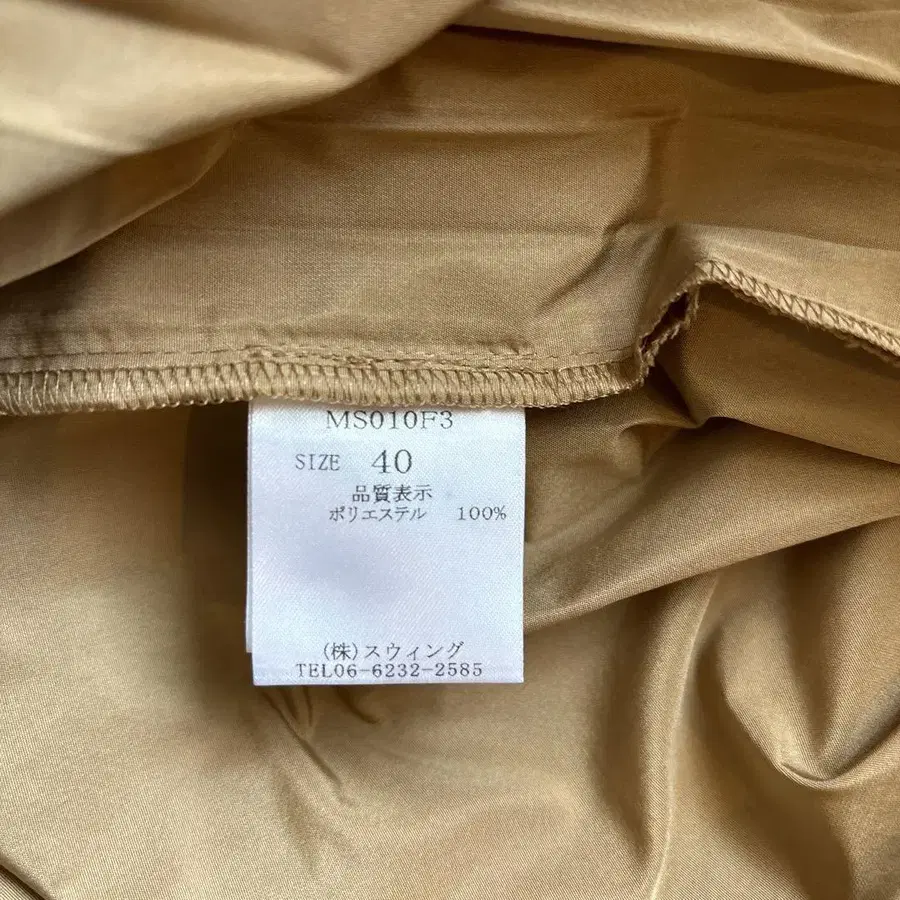 MS010F3
SIZE 40
品質表示
ポリエステル 100%
(株)スウィング
TEL06-6232-2585